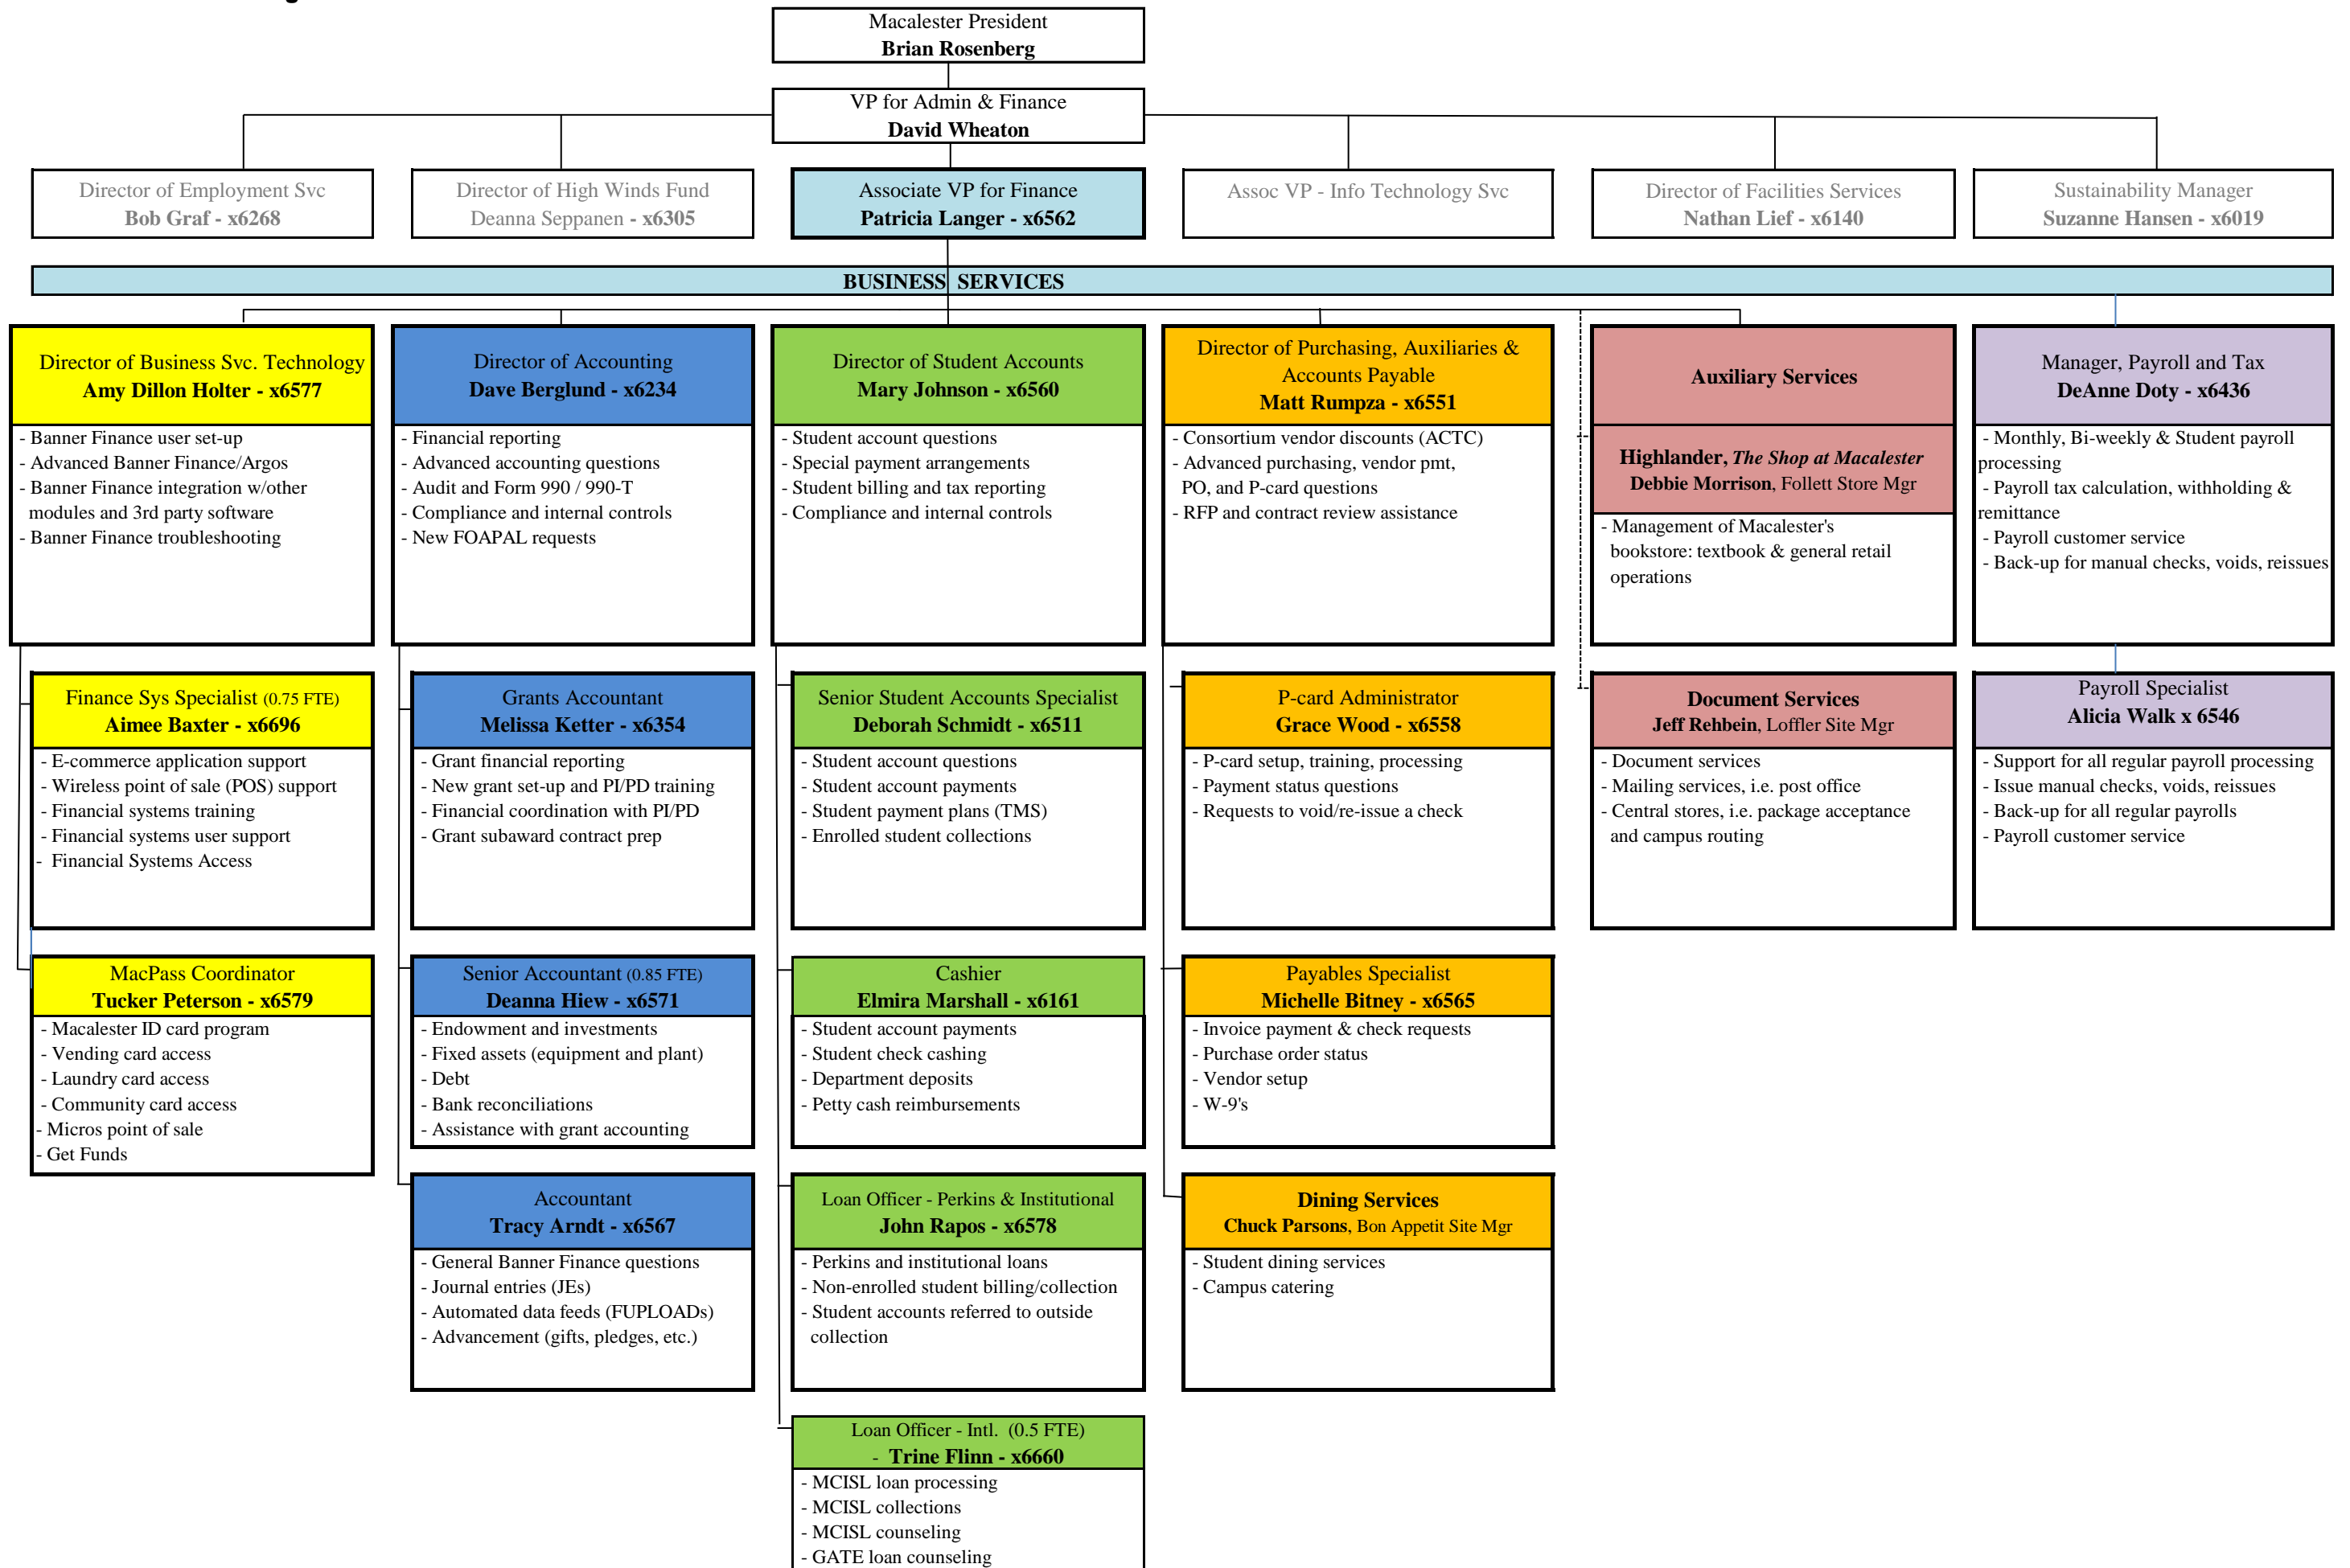 Macalester President
Brian Rosenberg
VP for Admin & Finance
David Wheaton
Director of Employment Svc
Bob Graf - x6268
Director of High Winds Fund
Deanna Seppanen - x6305
Associate VP for Finance
Patricia Langer - x6562
Assoc VP - Info Technology Svc
Director of Facilities Services
Nathan Lief - x6140
Sustainability Manager
Suzanne Hansen - x6019
BUSINESS SERVICES
Director of Business Svc. Technology
Amy Dillon Holter - x6577
- Banner Finance user set-up
- Advanced Banner Finance/Argos
- Banner Finance integration w/other
modules and 3rd party software
- Banner Finance troubleshooting
Director of Accounting
Dave Berglund - x6234
- Financial reporting
- Advanced accounting questions
- Audit and Form 990 / 990-T
- Compliance and internal controls
- New FOAPAL requests
Director of Student Accounts
Mary Johnson - x6560
- Student account questions
- Special payment arrangements
- Student billing and tax reporting
- Compliance and internal controls
Director of Purchasing, Auxiliaries &
Accounts Payable
Matt Rumpza - x6551
- Consortium vendor discounts (ACTC)
- Advanced purchasing, vendor pmt,
PO, and P-card questions
- RFP and contract review assistance
Auxiliary Services
Highlander, The Shop at Macalester
Debbie Morrison, Follett Store Mgr
- Management of Macalester's
bookstore: textbook & general retail
operations
Manager, Payroll and Tax
DeAnne Doty - x6436
- Monthly, Bi-weekly & Student payroll
processing
- Payroll tax calculation, withholding &
remittance
- Payroll customer service
- Back-up for manual checks, voids, reissues
Finance Sys Specialist (0.75 FTE)
Aimee Baxter - x6696
- E-commerce application support
- Wireless point of sale (POS) support
- Financial systems training
- Financial systems user support
- Financial Systems Access
Grants Accountant
Melissa Ketter - x6354
- Grant financial reporting
- New grant set-up and PI/PD training
- Financial coordination with PI/PD
- Grant subaward contract prep
Senior Student Accounts Specialist
Deborah Schmidt - x6511
- Student account questions
- Student account payments
- Student payment plans (TMS)
- Enrolled student collections
P-card Administrator
Grace Wood - x6558
- P-card setup, training, processing
- Payment status questions
- Requests to void/re-issue a check
Document Services
Jeff Rehbein, Loffler Site Mgr
- Document services
- Mailing services, i.e. post office
- Central stores, i.e. package acceptance
and campus routing
Payroll Specialist
Alicia Walk x 6546
- Support for all regular payroll processing
- Issue manual checks, voids, reissues
- Back-up for all regular payrolls
- Payroll customer service
MacPass Coordinator
Tucker Peterson - x6579
- Macalester ID card program
- Vending card access
- Laundry card access
- Community card access
- Micros point of sale
- Get Funds
Senior Accountant (0.85 FTE)
Deanna Hiew - x6571
- Endowment and investments
- Fixed assets (equipment and plant)
- Debt
- Bank reconciliations
- Assistance with grant accounting
Cashier
Elmira Marshall - x6161
- Student account payments
- Student check cashing
- Department deposits
- Petty cash reimbursements
Payables Specialist
Michelle Bitney - x6565
- Invoice payment & check requests
- Purchase order status
- Vendor setup
- W-9's
Accountant
Tracy Arndt - x6567
- General Banner Finance questions
- Journal entries (JEs)
- Automated data feeds (FUPLOADs)
- Advancement (gifts, pledges, etc.)
Loan Officer - Perkins & Institutional
John Rapos - x6578
- Perkins and institutional loans
- Non-enrolled student billing/collection
- Student accounts referred to outside
collection
Dining Services
Chuck Parsons, Bon Appetit Site Mgr
- Student dining services
- Campus catering
Loan Officer - Intl. (0.5 FTE)
- Trine Flinn - x6660
- MCISL loan processing
- MCISL collections
- MCISL counseling
- GATE loan counseling